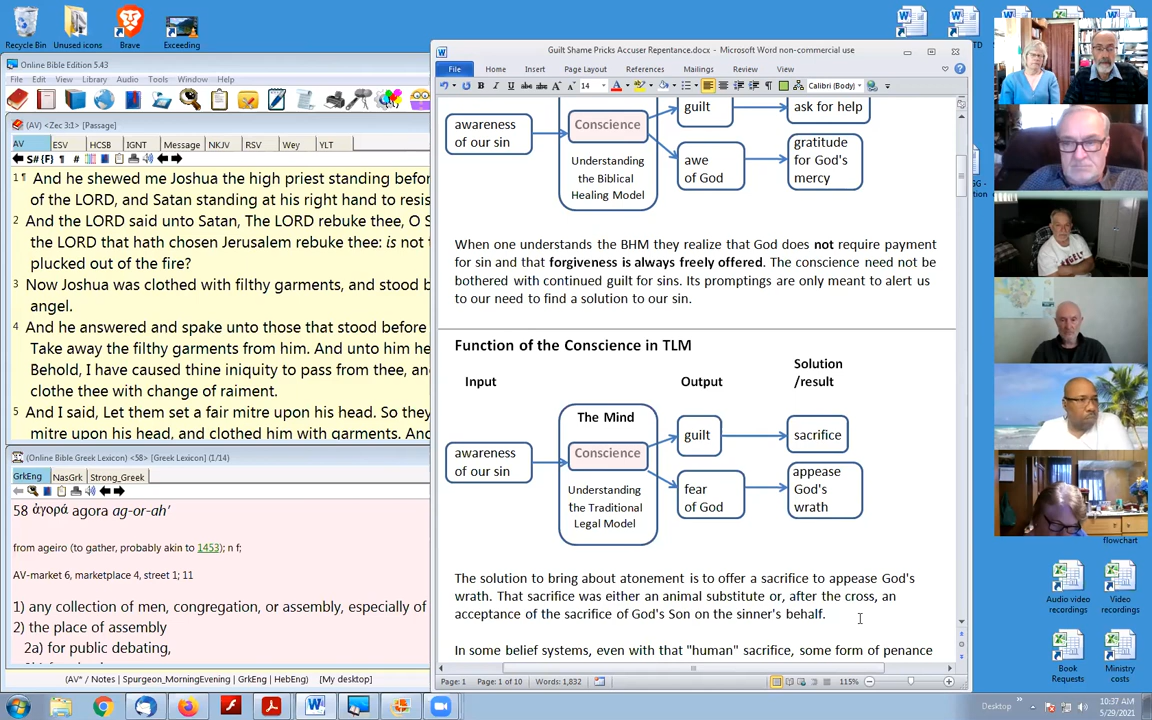 Recycle Bin
Unused icons
Brave
Exceeding
Online Bible Edition 5.43
File Edit View Library Audio Tools Window Help
(AV) <Zec 3:1> [Passage]
AV ESV HCSB IGNT Message NKJV RSV Wey YLT
S# {F} ¶ #
1 ¶ And he shewed me Joshua the high priest standing befor
of the LORD, and Satan standing at his right hand to resis
2 And the LORD said unto Satan, The LORD rebuke thee, O S
the LORD that hath chosen Jerusalem rebuke thee: is not t
plucked out of the fire?
3 Now Joshua was clothed with filthy garments, and stood b
angel.
4 And he answered and spake unto those that stood before
Take away the filthy garments from him. And unto him he
Behold, I have caused thine iniquity to pass from thee, an
clothe thee with change of raiment.
5 And I said, Let them set a fair mitre upon his head. So they
mitre upon his head, and clothed him with garments. And
(Online Bible Greek Lexicon) <58> [Greek Lexicon] (1/14)
GrkEng NasGrk Strong_Greek
58 ἀγορά agora ag-or-ah'
from ageiro (to gather, probably akin to 1453); n f;
AV-market 6, marketplace 4, street 1; 11
1) any collection of men, congregation, or assembly, especially of
2) the place of assembly
2a) for public debating,
(AV* / Notes | Spurgeon_MorningEvening | GrkEng | HebEng) [My desktop]
Guilt Shame Pricks Accuser Repentance.docx - Microsoft Word non-commercial use
File Home Insert Page Layout References Mailings Review View
B I U abc 14 Calibri (Body)
awareness
of our sin
Conscience
Understanding
the Biblical
Healing Model
guilt
ask for help
awe
of God
gratitude
for God's
mercy
When one understands the BHM they realize that God does not require payment
for sin and that forgiveness is always freely offered. The conscience need not be
bothered with continued guilt for sins. Its promptings are only meant to alert us
to our need to find a solution to our sin.
Function of the Conscience in TLM
Input
Output
Solution
/result
awareness
of our sin
The Mind
Conscience
Understanding
the Traditional
Legal Model
guilt
sacrifice
fear
of God
appease
God's
wrath
The solution to bring about atonement is to offer a sacrifice to appease God's
wrath. That sacrifice was either an animal substitute or, after the cross, an
acceptance of the sacrifice of God's Son on the sinner's behalf.
In some belief systems, even with that "human" sacrifice, some form of penance
Page: 1 Page: 1 of 10 Words: 1,832 115%
flowchart
Audio video
recordings
Zoho video
Book
Requests
Ministry
costs
Desktop
10:37 AM
5/29/2021